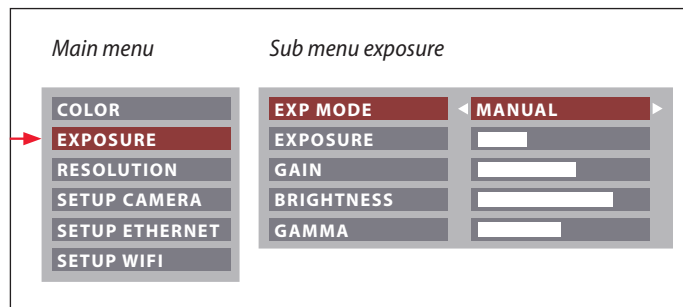 Main menu
Sub menu exposure
COLOR
EXPOSURE
RESOLUTION
SETUP CAMERA
SETUP ETHERNET
SETUP WIFI
EXP MODE MANUAL
EXPOSURE
GAIN
BRIGHTNESS
GAMMA